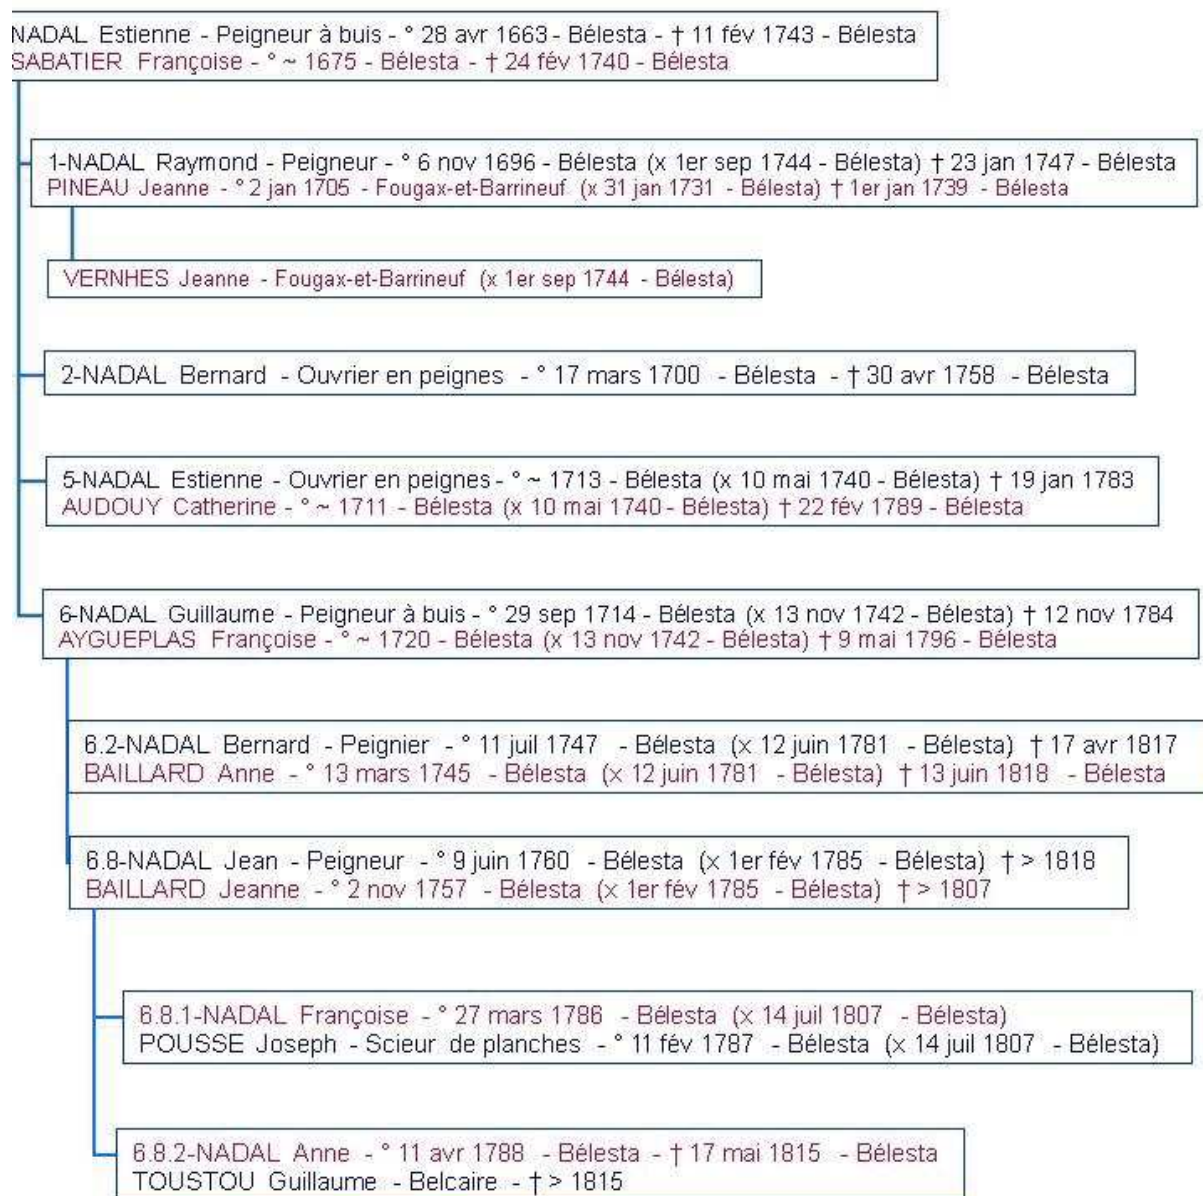 NADAL Estienne - Peigneur à buis - ° 28 avr 1663 - Bélesta - † 11 fév 1743 - Bélesta
SABATIER Françoise - ° ~ 1675 - Bélesta - † 24 fév 1740 - Bélesta
1-NADAL Raymond - Peigneur - ° 6 nov 1696 - Bélesta (x 1er sep 1744 - Bélesta) † 23 jan 1747 - Bélesta
PINEAU Jeanne - ° 2 jan 1705 - Fougax-et-Barrineuf (x 31 jan 1731 - Bélesta) † 1er jan 1739 - Bélesta
VERNHES Jeanne - Fougax-et-Barrineuf (x 1er sep 1744 - Bélesta)
2-NADAL Bernard - Ouvrier en peignes - ° 17 mars 1700 - Bélesta - † 30 avr 1758 - Bélesta
5-NADAL Estienne - Ouvrier en peignes - ° ~ 1713 - Bélesta (x 10 mai 1740 - Bélesta) † 19 jan 1783
AUDOUY Catherine - ° ~ 1711 - Bélesta (x 10 mai 1740 - Bélesta) † 22 fév 1789 - Bélesta
6-NADAL Guillaume - Peigneur à buis - ° 29 sep 1714 - Bélesta (x 13 nov 1742 - Bélesta) † 12 nov 1784
AYGUEPLAS Françoise - ° ~ 1720 - Bélesta (x 13 nov 1742 - Bélesta) † 9 mai 1796 - Bélesta
6.2-NADAL Bernard - Peignier - ° 11 juil 1747 - Bélesta (x 12 juin 1781 - Bélesta) † 17 avr 1817
BAILLARD Anne - ° 13 mars 1745 - Bélesta (x 12 juin 1781 - Bélesta) † 13 juin 1818 - Bélesta
6.8-NADAL Jean - Peigneur - ° 9 juin 1760 - Bélesta (x 1er fév 1785 - Bélesta) † > 1818
BAILLARD Jeanne - ° 2 nov 1757 - Bélesta (x 1er fév 1785 - Bélesta) † > 1807
6.8.1-NADAL Françoise - ° 27 mars 1786 - Bélesta (x 14 juil 1807 - Bélesta)
POUSSE Joseph - Scieur de planches - ° 11 fév 1787 - Bélesta (x 14 juil 1807 - Bélesta)
6.8.2-NADAL Anne - ° 11 avr 1788 - Bélesta - † 17 mai 1815 - Bélesta
TOUSTOU Guillaume - Belcaire - † > 1815